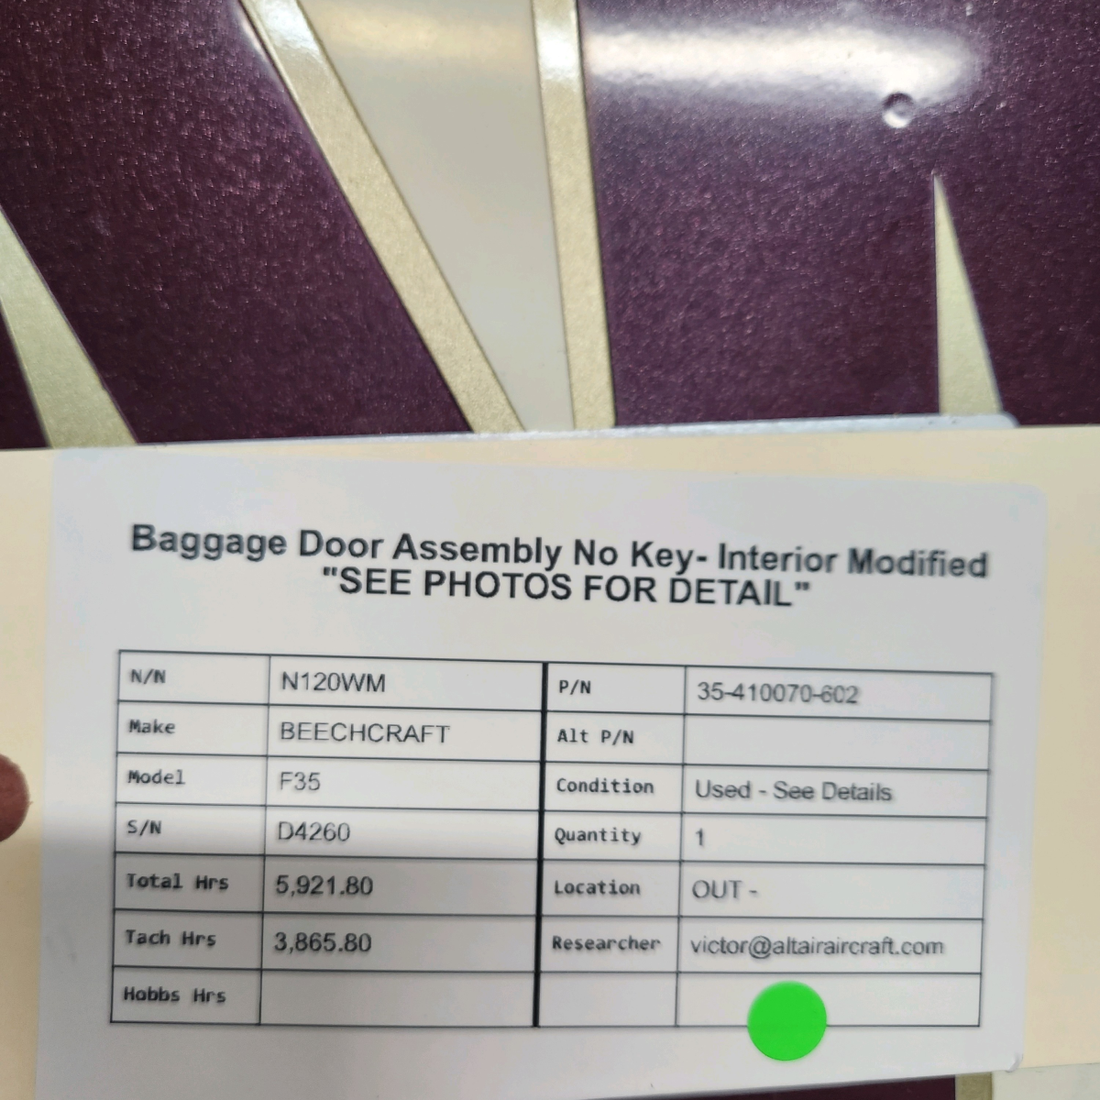 Baggage Door Assembly No Key- Interior Modified
"SEE PHOTOS FOR DETAIL"
N/N N120WM P/N 35-410070-602
Make BEECHCRAFT Alt P/N
Model F35 Condition Used - See Details
S/N D4260 Quantity 1
Total Hrs 5,921.80 Location OUT -
Tach Hrs 3,865.80 Researcher victor@altairaircraft.com
Hobbs Hrs